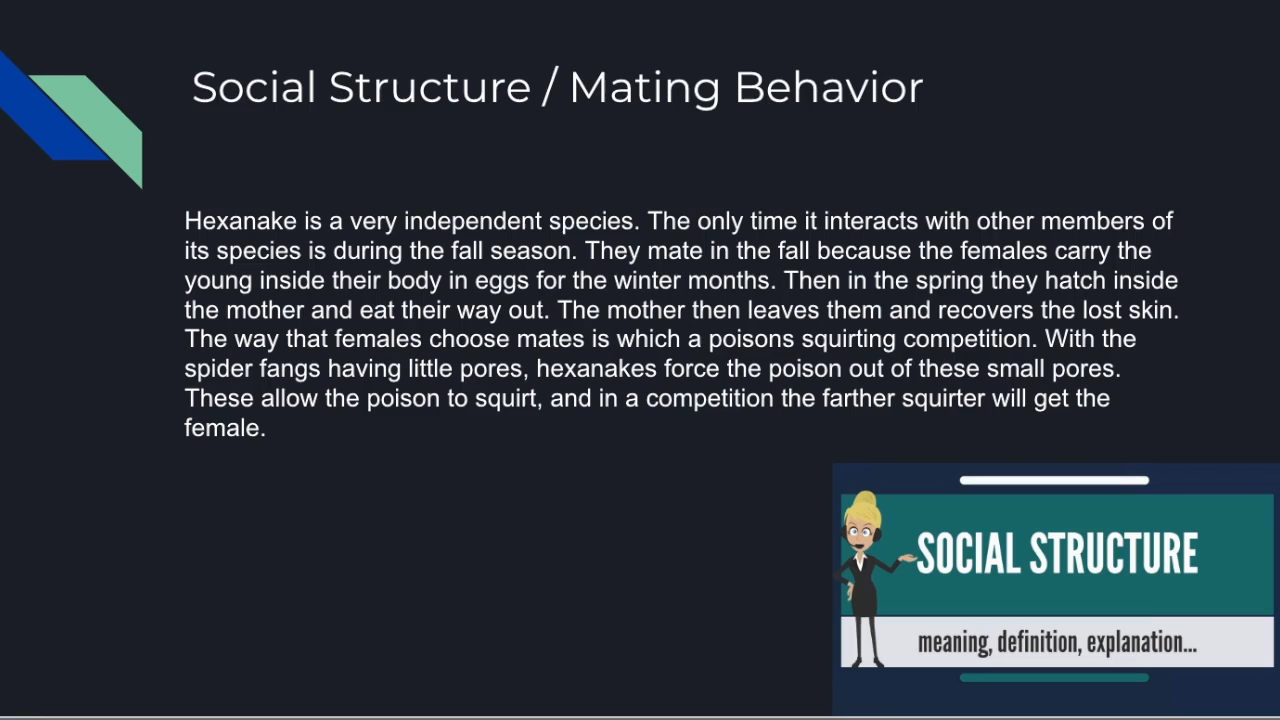 Social Structure / Mating Behavior
Hexanake is a very independent species. The only time it interacts with other members of
its species is during the fall season. They mate in the fall because the females carry the
young inside their body in eggs for the winter months. Then in the spring they hatch inside
the mother and eat their way out. The mother then leaves them and recovers the lost skin.
The way that females choose mates is which a poisons squirting competition. With the
spider fangs having little pores, hexanakes force the poison out of these small pores.
These allow the poison to squirt, and in a competition the farther squirter will get the
female.
SOCIAL STRUCTURE
meaning, definition, explanation...